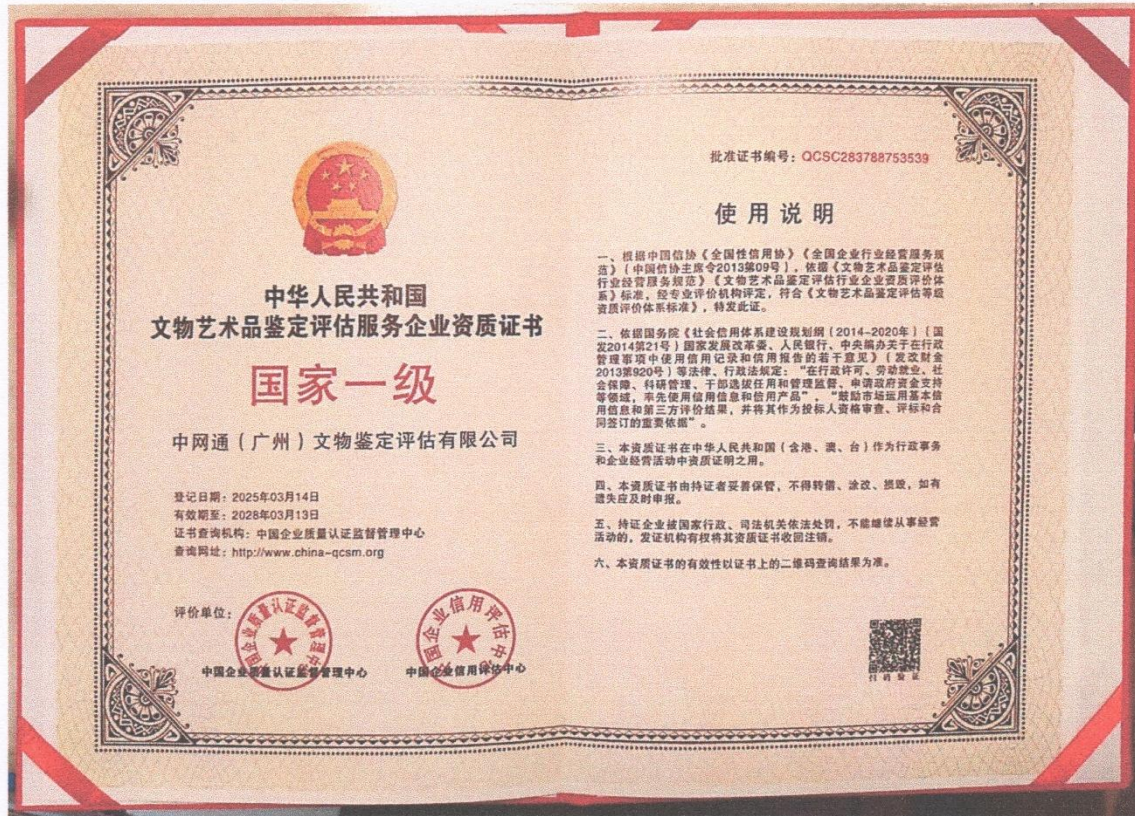 中华人民共和国
文物艺术品鉴定评估服务企业资质证书
国家一级
中网通（广州）文物鉴定评估有限公司
登记日期：2025年03月14日
有效期至：2028年03月13日
证书查询机构：中国企业质量认证监督管理中心
查询网址：http://www.china-qcsm.org
评价单位：
中国企业质量认证监督管理中心
中国企业信用评估中心
中国企业质量认证监督管理中心
中国企业信用评估中心
批准证书编号：QCSC283788753539
使用说明
一、根据中国信协《全国性信用协》《全国企业行业经营服务规
范》（中国信协主席令2013第09号），依据《文物艺术品鉴定评估
行业经营服务规范》《文物艺术品鉴定评估行业企业资质评价体
系》标准，经专业评价机构评定，符合《文物艺术品鉴定评估等级
资质评价体系标准》，特发此证。
二、依据国务院《社会信用体系建设规划纲（2014-2020年）（国
发2014第21号）国家发展改革委、人民银行、中央编办关于在行政
管理事项中使用信用记录和信用报告的若干意见》（发改财金
2013第920号）等法律、行政法规定：“在行政许可、劳动就业、社
会保障、科研管理、干部选拔任用和管理监督、申请政府资金支持
等领域，率先使用信用信息和信用产品”，“鼓励市场运用基本信
用信息和第三方评价结果，并将其作为投标人资格审查、评标和合
同签订的重要依据”。
三、本资质证书在中华人民共和国（含港、澳、台）作为行政事务
和企业经营活动中资质证明之用。
四、本资质证书由持证者妥善保管，不得转借、涂改、损毁，如有
遗失应及时申报。
五、持证企业被国家行政、司法机关依法处罚，不能继续从事经营
活动的，发证机构有权将其资质证书收回注销。
六、本资质证书的有效性以证书上的二维码查询结果为准。
扫码验证